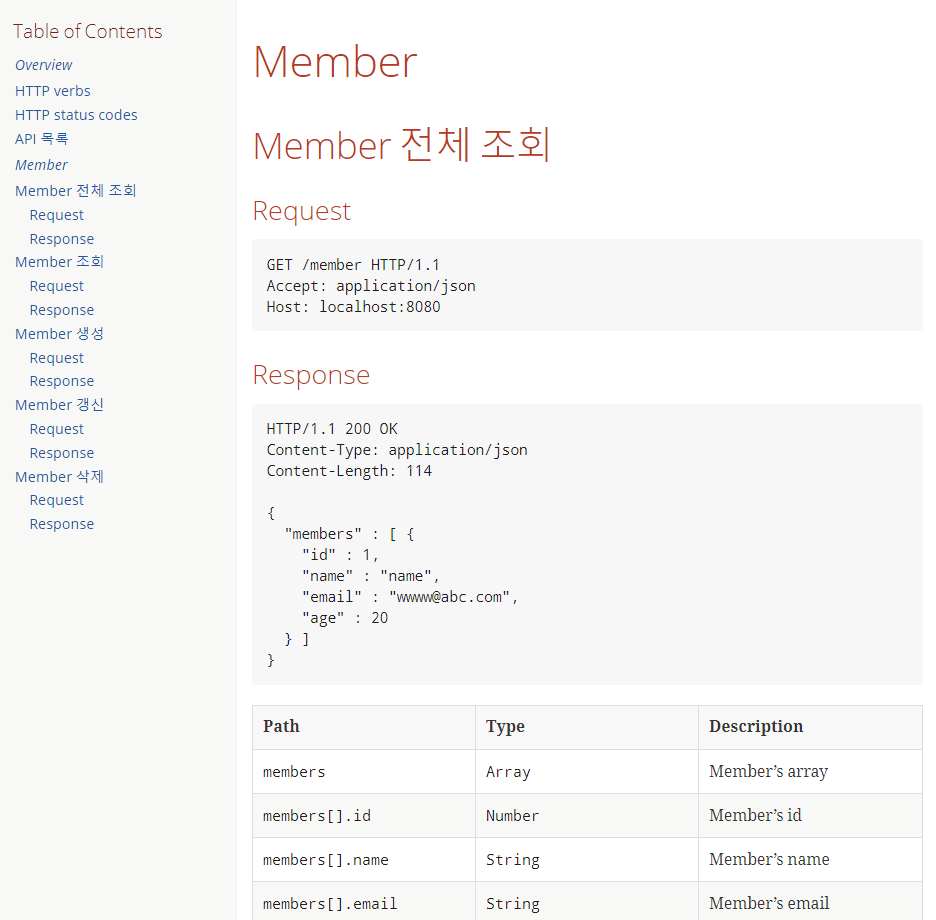 Table of Contents
Overview
HTTP verbs
HTTP status codes
API 목록
Member
Member 전체 조회
Request
Response
Member 조회
Request
Response
Member 생성
Request
Response
Member 갱신
Request
Response
Member 삭제
Request
Response
Member
Member 전체 조회
Request
GET /member HTTP/1.1
Accept: application/json
Host: localhost:8080
Response
HTTP/1.1 200 OK
Content-Type: application/json
Content-Length: 114
{
"members" : [ {
"id" : 1,
"name" : "name",
"email" : "wwww@abc.com",
"age" : 20
} ]
}
Path Type Description
members Array Member’s array
members[].id Number Member’s id
members[].name String Member’s name
members[].email String Member’s email